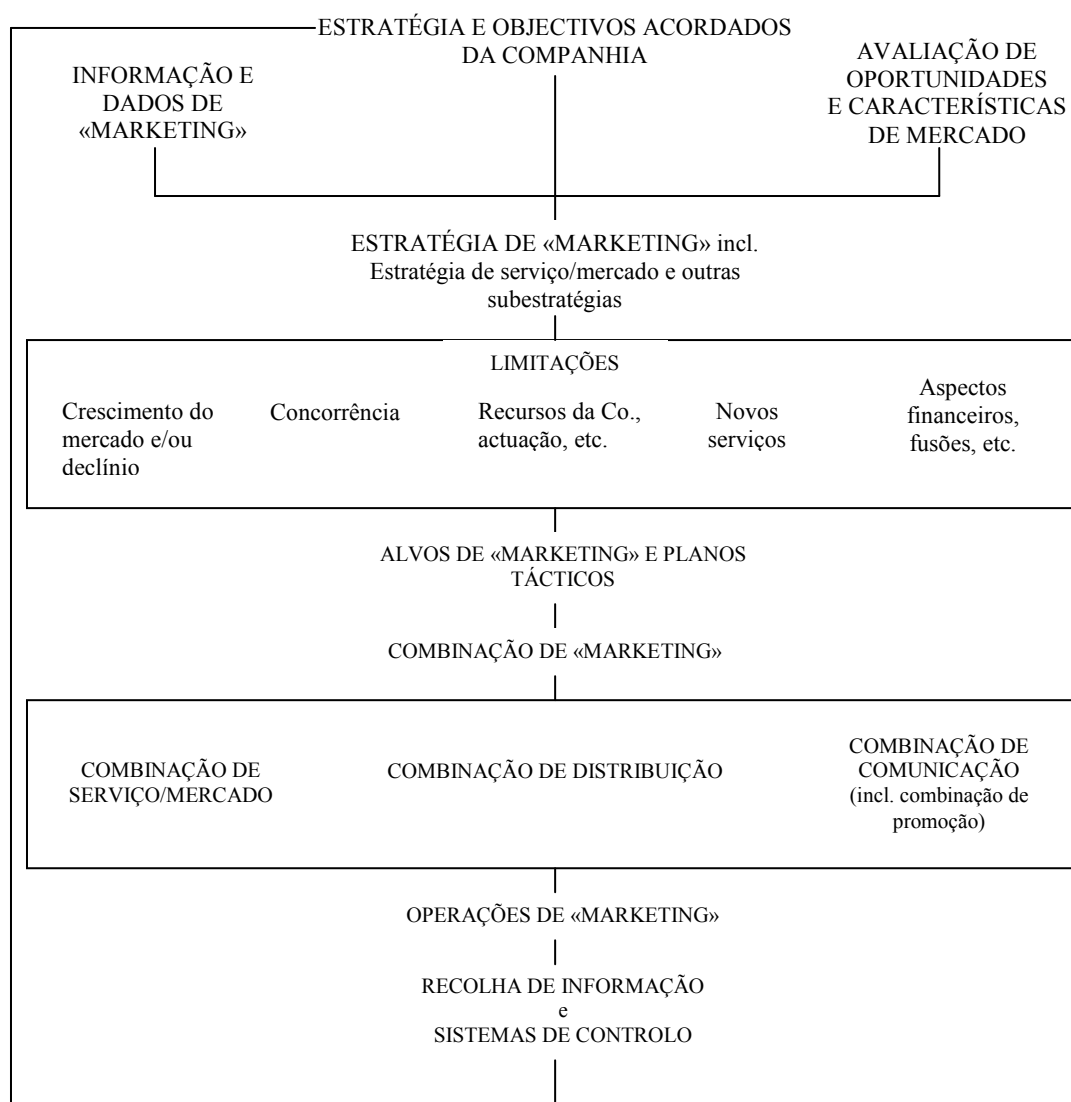 ESTRATÉGIA E OBJECTIVOS ACORDADOS
DA COMPANHIA
INFORMAÇÃO E
DADOS DE
«MARKETING»
AVALIAÇÃO DE
OPORTUNIDADES
E CARACTERÍSTICAS
DE MERCADO
ESTRATÉGIA DE «MARKETING» incl.
Estratégia de serviço/mercado e outras
subestratégias
LIMITAÇÕES
Crescimento do
mercado e/ou
declínio
Concorrência
Recursos da Co.,
actuação, etc.
Novos
serviços
Aspectos
financeiros,
fusões, etc.
ALVOS DE «MARKETING» E PLANOS
TÁCTICOS
COMBINAÇÃO DE «MARKETING»
COMBINAÇÃO DE
SERVIÇO/MERCADO
COMBINAÇÃO DE DISTRIBUIÇÃO
COMBINAÇÃO DE
COMUNICAÇÃO
(incl. combinação de
promoção)
OPERAÇÕES DE «MARKETING»
RECOLHA DE INFORMAÇÃO
e
SISTEMAS DE CONTROLO